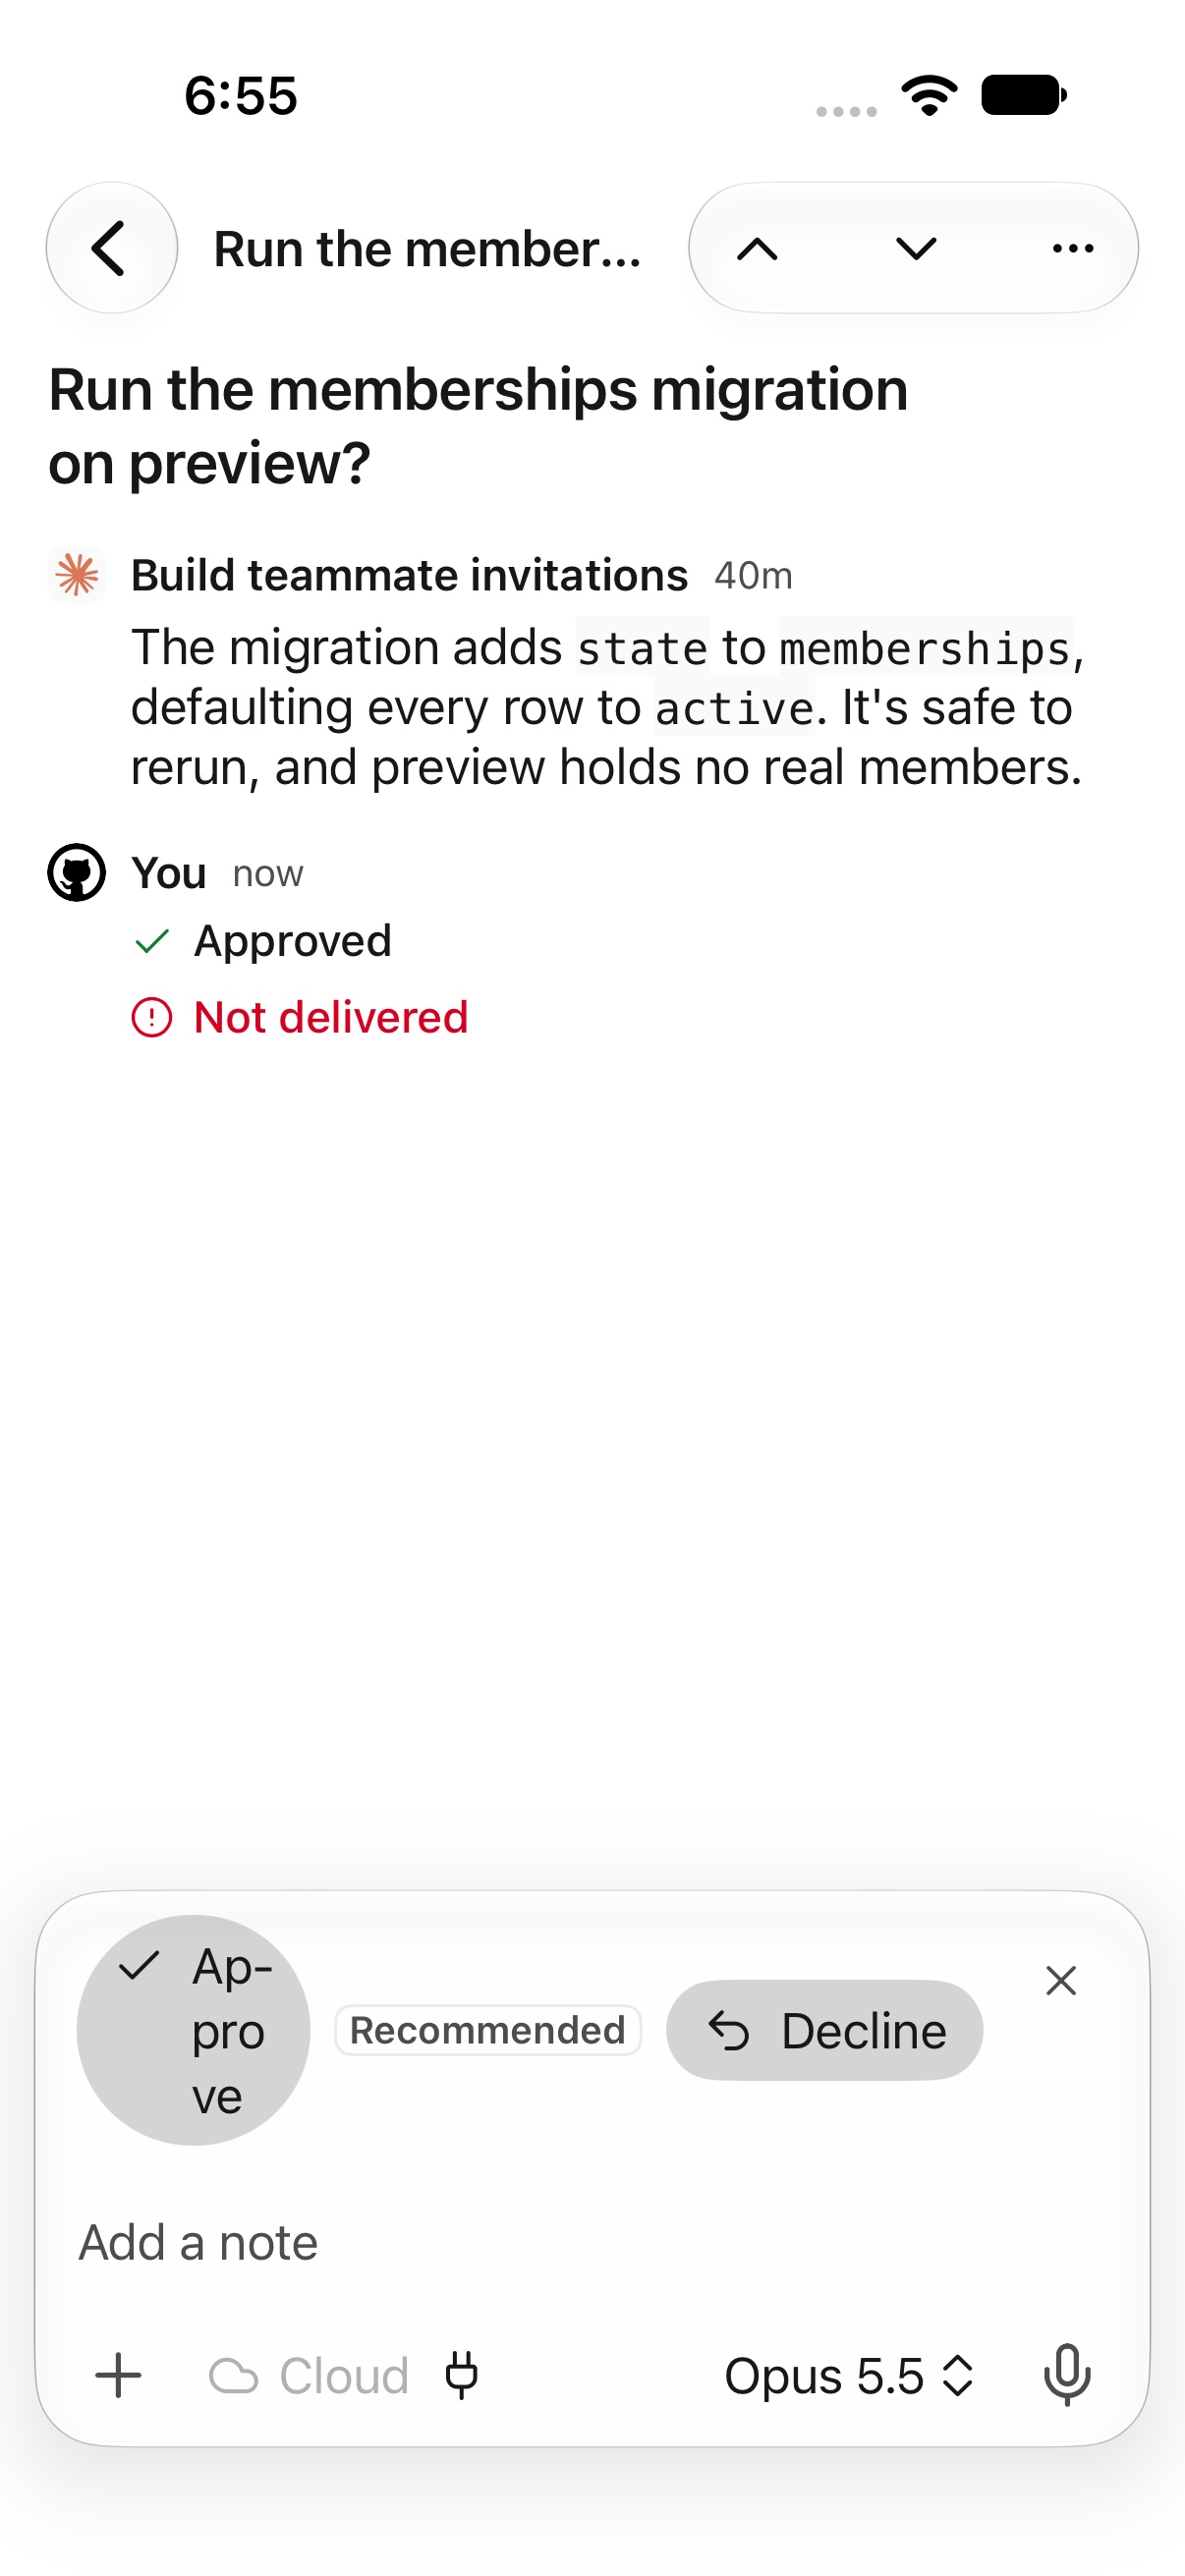 6:55
Run the member...
Run the memberships migration
on preview?
Build teammate invitations 40m
The migration adds state to memberships,
defaulting every row to active. It's safe to
rerun, and preview holds no real members.
You now
Approved
Not delivered
Ap-
pro
ve
Recommended
Decline
Add a note
Cloud
Opus 5.5